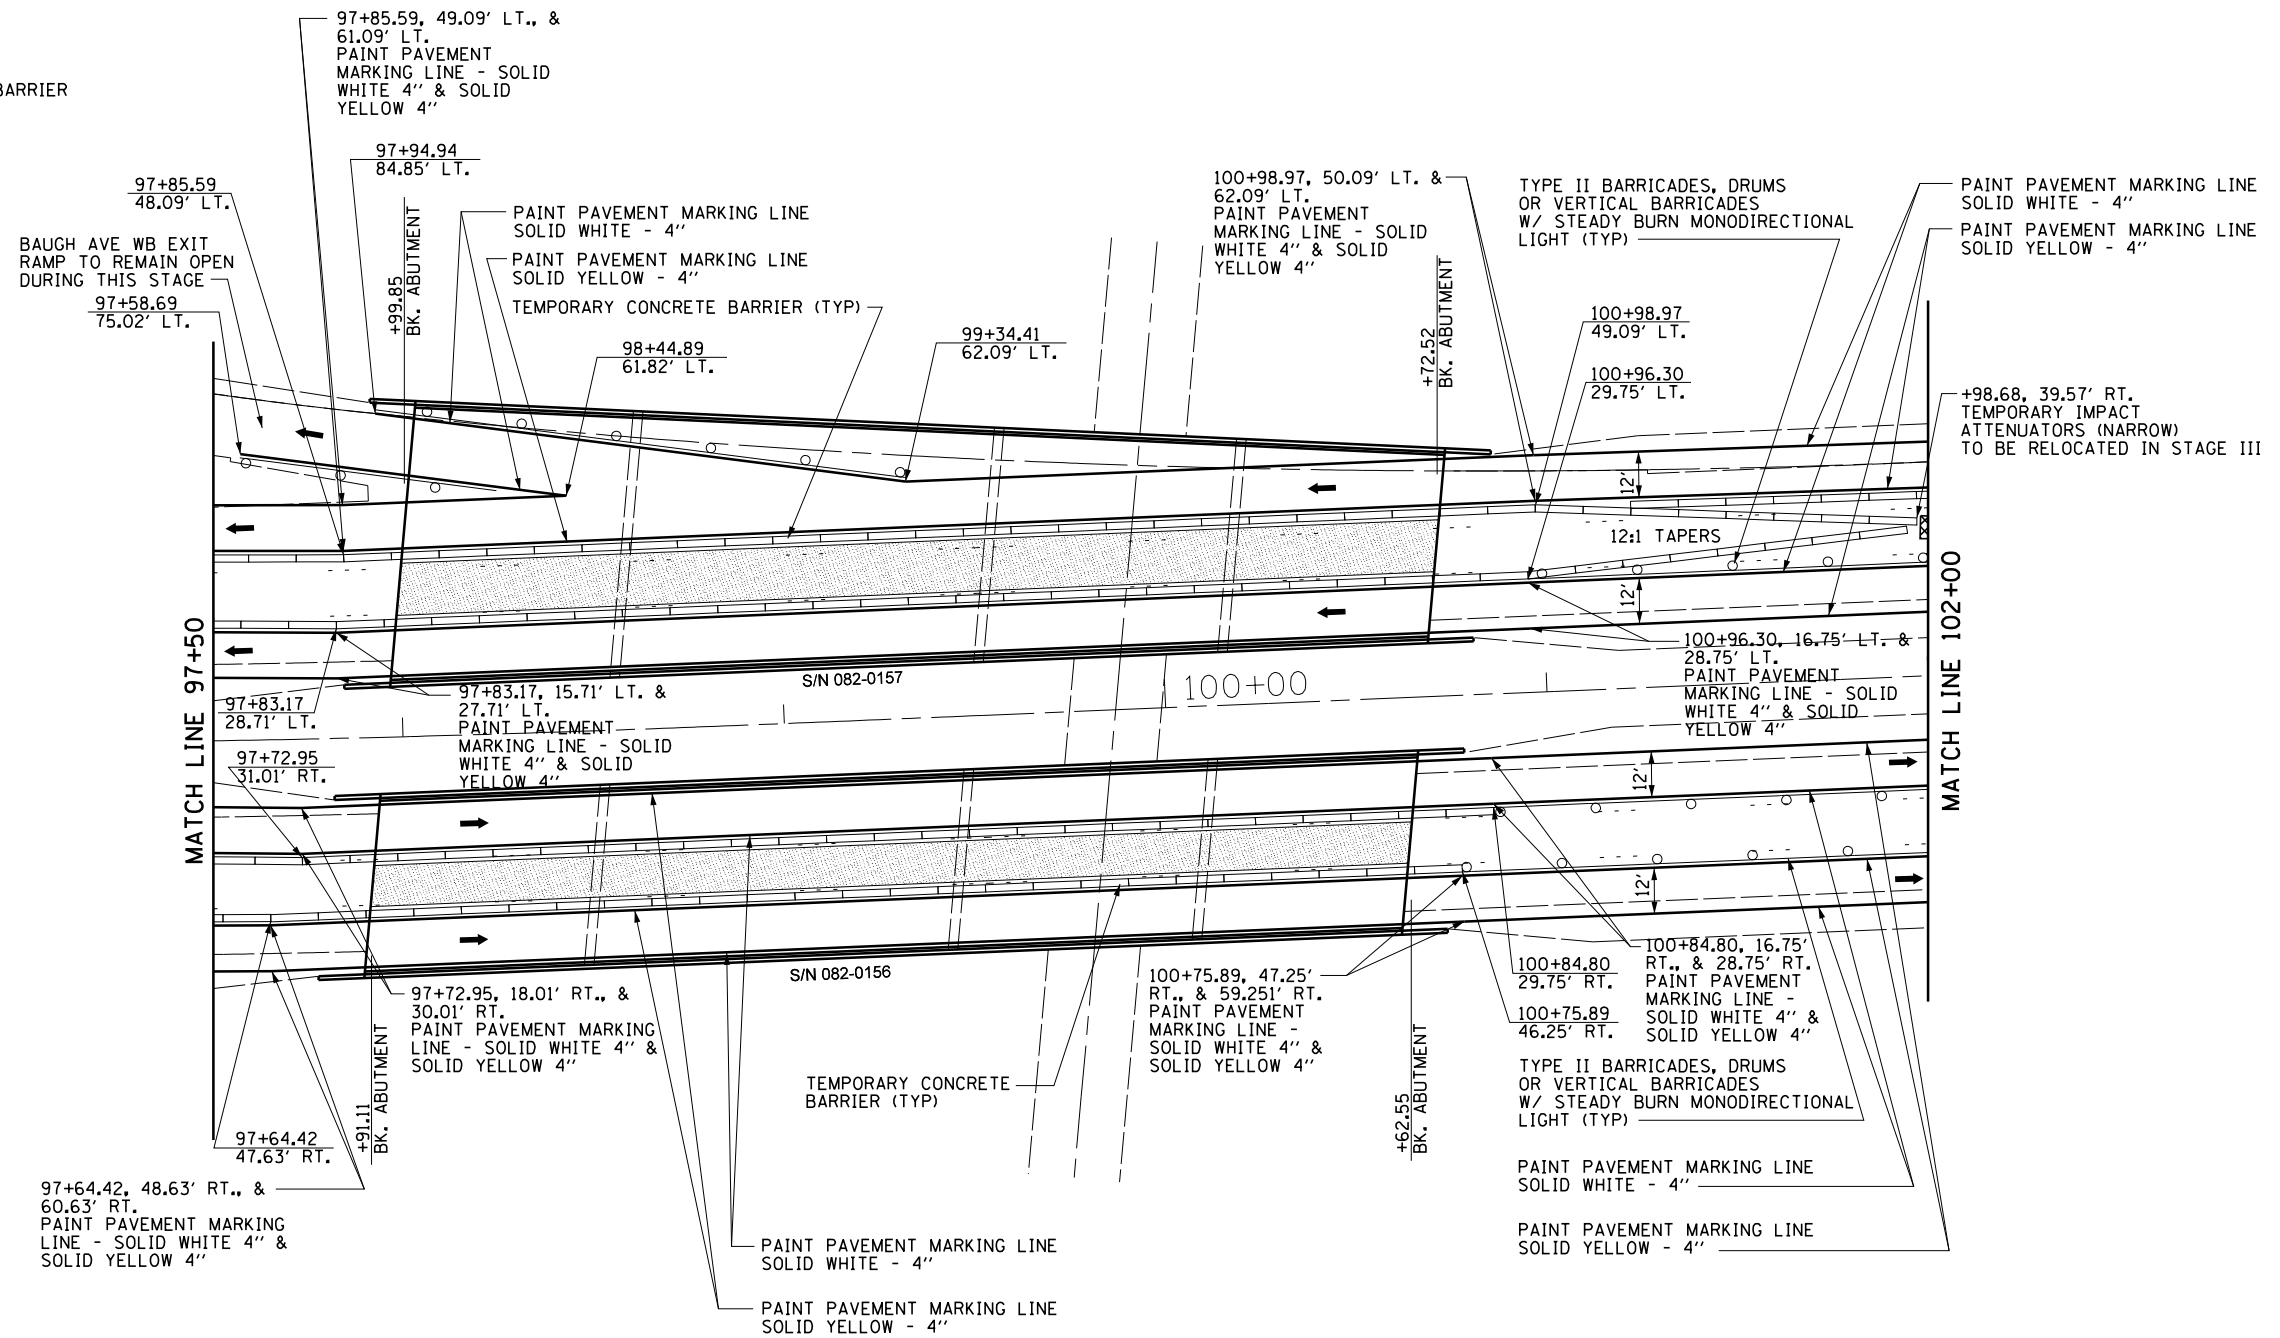 BARRIER
97+85.59, 49.09' LT., &
61.09' LT.
PAINT PAVEMENT
MARKING LINE - SOLID
WHITE 4'' & SOLID
YELLOW 4''
97+94.94
84.85' LT.
97+85.59
48.09' LT.
BAUGH AVE WB EXIT
RAMP TO REMAIN OPEN
DURING THIS STAGE
97+58.69
75.02' LT.
+99.85
BK. ABUTMENT
PAINT PAVEMENT MARKING LINE
SOLID WHITE - 4''
PAINT PAVEMENT MARKING LINE
SOLID YELLOW - 4''
TEMPORARY CONCRETE BARRIER (TYP)
98+44.89
61.82' LT.
99+34.41
62.09' LT.
100+98.97, 50.09' LT. &
62.09' LT.
PAINT PAVEMENT
MARKING LINE - SOLID
WHITE 4'' & SOLID
YELLOW 4''
+72.52
BK. ABUTMENT
TYPE II BARRICADES, DRUMS
OR VERTICAL BARRICADES
W/ STEADY BURN MONODIRECTIONAL
LIGHT (TYP)
PAINT PAVEMENT MARKING LINE
SOLID WHITE - 4''
PAINT PAVEMENT MARKING LINE
SOLID YELLOW - 4''
100+98.97
49.09' LT.
100+96.30
29.75' LT.
+98.68, 39.57' RT.
TEMPORARY IMPACT
ATTENUATORS (NARROW)
TO BE RELOCATED IN STAGE III
12'
12:1 TAPERS
12'
MATCH LINE 97+50
MATCH LINE 102+00
S/N 082-0157
100+00
97+83.17
28.71' LT.
97+83.17, 15.71' LT. &
27.71' LT.
PAINT PAVEMENT
MARKING LINE - SOLID
WHITE 4'' & SOLID
YELLOW 4''
100+96.30, 16.75' LT. &
28.75' LT.
PAINT PAVEMENT
MARKING LINE - SOLID
WHITE 4'' & SOLID
YELLOW 4''
97+72.95
31.01' RT.
12'
12'
S/N 082-0156
97+72.95, 18.01' RT., &
30.01' RT.
PAINT PAVEMENT MARKING
LINE - SOLID WHITE 4'' &
SOLID YELLOW 4''
+91.11
BK. ABUTMENT
97+64.42
47.63' RT.
97+64.42, 48.63' RT., &
60.63' RT.
PAINT PAVEMENT MARKING
LINE - SOLID WHITE 4'' &
SOLID YELLOW 4''
TEMPORARY CONCRETE
BARRIER (TYP)
100+75.89, 47.25'
RT., & 59.251' RT.
PAINT PAVEMENT
MARKING LINE -
SOLID WHITE 4'' &
SOLID YELLOW 4''
+62.55
BK. ABUTMENT
100+84.80
29.75' RT.
100+75.89
46.25' RT.
100+84.80, 16.75'
RT., & 28.75' RT.
PAINT PAVEMENT
MARKING LINE -
SOLID WHITE 4'' &
SOLID YELLOW 4''
TYPE II BARRICADES, DRUMS
OR VERTICAL BARRICADES
W/ STEADY BURN MONODIRECTIONAL
LIGHT (TYP)
PAINT PAVEMENT MARKING LINE
SOLID WHITE - 4''
PAINT PAVEMENT MARKING LINE
SOLID YELLOW - 4''
PAINT PAVEMENT MARKING LINE
SOLID WHITE - 4''
PAINT PAVEMENT MARKING LINE
SOLID YELLOW - 4''